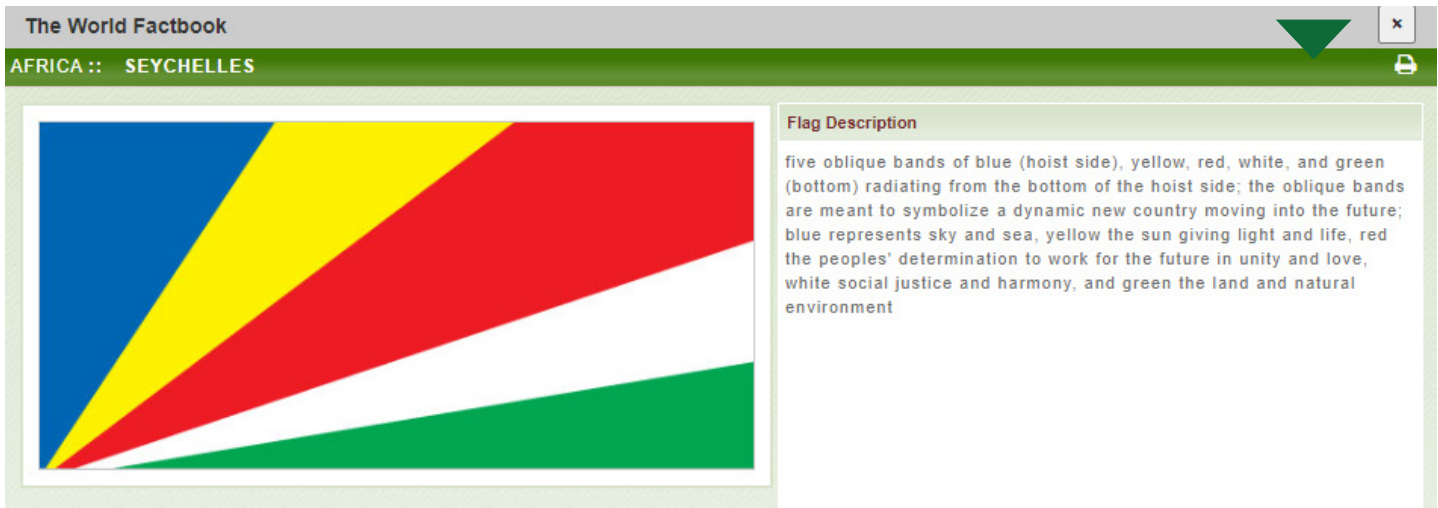 The World Factbook
×
AFRICA :: SEYCHELLES
Flag Description
five oblique bands of blue (hoist side), yellow, red, white, and green
(bottom) radiating from the bottom of the hoist side; the oblique bands
are meant to symbolize a dynamic new country moving into the future;
blue represents sky and sea, yellow the sun giving light and life, red
the peoples' determination to work for the future in unity and love,
white social justice and harmony, and green the land and natural
environment